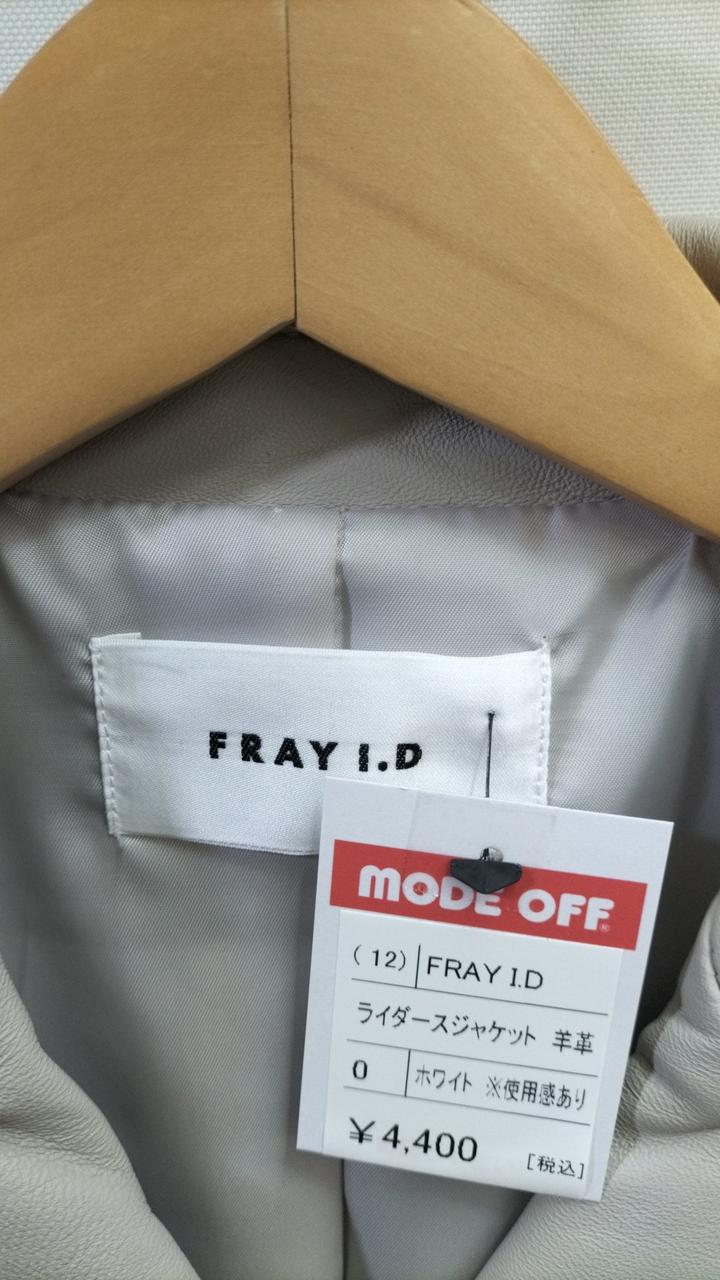 FRAY I.D
MODE OFF®
(12) FRAY I.D
ライダースジャケット 羊革
0 ホワイト ※使用感あり
¥4,400 [税込]